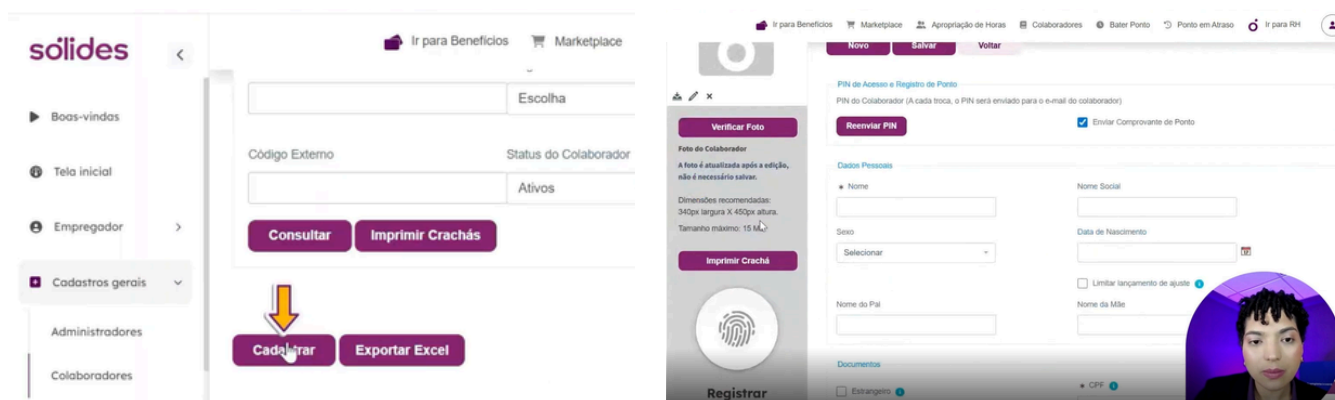 sólides
Ir para Benefícios
Marketplace
Boas-vindas
Tela inicial
Empregador
Cadastros gerais
Administradores
Colaboradores
Escolha
Código Externo
Status do Colaborador
Ativos
Consultar
Imprimir Crachás
Cadastrar
Exportar Excel
Ir para Benefícios
Marketplace
Apropriação de Horas
Colaboradores
Bater Ponto
Ponto em Atraso
Ir para RH
Novo
Salvar
Voltar
Verificar Foto
Foto do Colaborador
A foto é atualizada após a edição,
não é necessário salvar.
Dimensões recomendadas:
340px largura X 450px altura.
Tamanho máximo: 15
Imprimir Crachá
Registrar
PIN de Acesso e Registro de Ponto
PIN do Colaborador (A cada troca, o PIN será enviado para o e-mail do colaborador)
Reenviar PIN
Enviar Comprovante de Ponto
Dados Pessoais
Nome
Nome Social
Sexo
Data de Nascimento
Selecionar
Limitar lançamento de ajuste
Nome do Pai
Nome da Mãe
Documentos
Estrangeiro
CPF